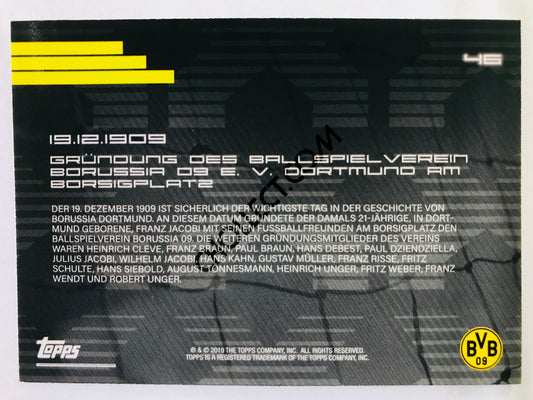 46
19.12.1909
GRÜNDUNG DES BALLSPIELVEREIN
BORUSSIA 09 E. V. DORTMUND AM
BORSIGPLATZ
DER 19. DEZEMBER 1909 IST SICHERLICH DER WICHTIGSTE TAG IN DER GESCHICHTE VON
BORUSSIA DORTMUND. AN DIESEM DATUM GRÜNDETE DER DAMALS 21-JÄHRIGE, IN DORT-
MUND GEBORENE, FRANZ JACOBI MIT SEINEN FUSSBALLFREUNDEN AM BORSIGPLATZ DEN
BALLSPIELVEREIN BORUSSIA 09. DIE WEITEREN GRÜNDUNGSMITGLIEDER DES VEREINS
WAREN HEINRICH CLEVE, FRANZ BRAUN, PAUL BRAUN, HANS DEBEST, PAUL DZIENDZIELLA,
JULIUS JACOBI, WILHELM JACOBI, HANS KAHN, GUSTAV MÜLLER, FRANZ RISSE, FRITZ
SCHULTE, HANS SIEBOLD, AUGUST TÖNNESMANN, HEINRICH UNGER, FRITZ WEBER, FRANZ
WENDT UND ROBERT UNGER.
topps
® & © 2019 THE TOPPS COMPANY, INC. ALL RIGHTS RESERVED.
TOPPS IS A REGISTERED TRADEMARK OF THE TOPPS COMPANY, INC.
BVB
09